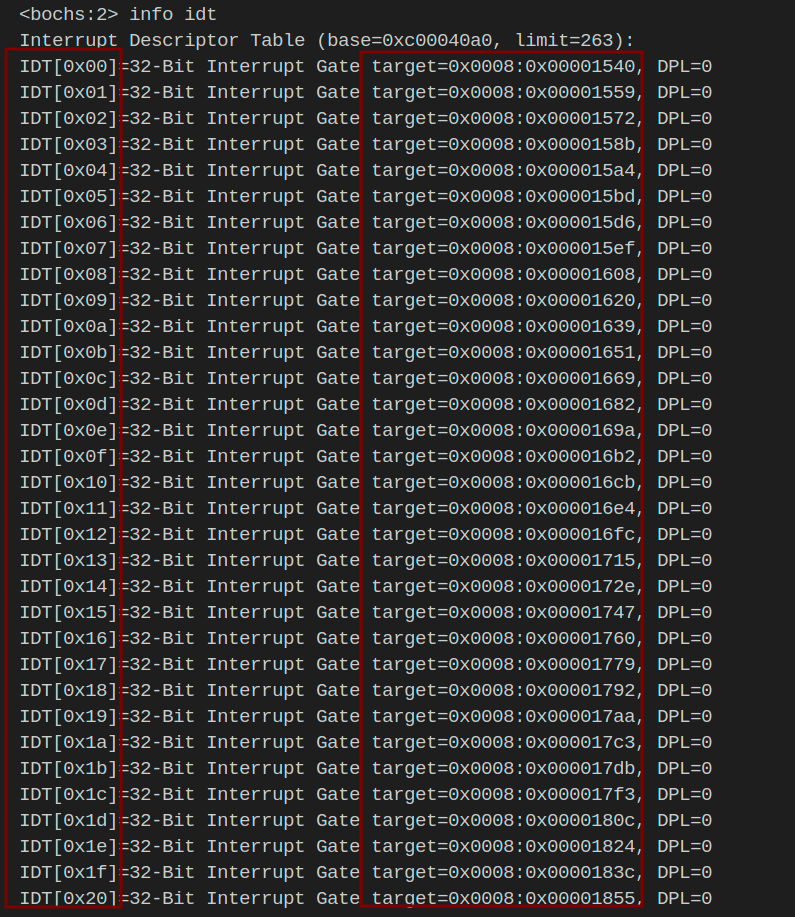 <bochs:2> info idt
Interrupt Descriptor Table (base=0xc00040a0, limit=263):
IDT[0x00]=32-Bit Interrupt Gate target=0x0008:0x00001540, DPL=0
IDT[0x01]=32-Bit Interrupt Gate target=0x0008:0x00001559, DPL=0
IDT[0x02]=32-Bit Interrupt Gate target=0x0008:0x00001572, DPL=0
IDT[0x03]=32-Bit Interrupt Gate target=0x0008:0x0000158b, DPL=0
IDT[0x04]=32-Bit Interrupt Gate target=0x0008:0x000015a4, DPL=0
IDT[0x05]=32-Bit Interrupt Gate target=0x0008:0x000015bd, DPL=0
IDT[0x06]=32-Bit Interrupt Gate target=0x0008:0x000015d6, DPL=0
IDT[0x07]=32-Bit Interrupt Gate target=0x0008:0x000015ef, DPL=0
IDT[0x08]=32-Bit Interrupt Gate target=0x0008:0x00001608, DPL=0
IDT[0x09]=32-Bit Interrupt Gate target=0x0008:0x00001620, DPL=0
IDT[0x0a]=32-Bit Interrupt Gate target=0x0008:0x00001639, DPL=0
IDT[0x0b]=32-Bit Interrupt Gate target=0x0008:0x00001651, DPL=0
IDT[0x0c]=32-Bit Interrupt Gate target=0x0008:0x00001669, DPL=0
IDT[0x0d]=32-Bit Interrupt Gate target=0x0008:0x00001682, DPL=0
IDT[0x0e]=32-Bit Interrupt Gate target=0x0008:0x0000169a, DPL=0
IDT[0x0f]=32-Bit Interrupt Gate target=0x0008:0x000016b2, DPL=0
IDT[0x10]=32-Bit Interrupt Gate target=0x0008:0x000016cb, DPL=0
IDT[0x11]=32-Bit Interrupt Gate target=0x0008:0x000016e4, DPL=0
IDT[0x12]=32-Bit Interrupt Gate target=0x0008:0x000016fc, DPL=0
IDT[0x13]=32-Bit Interrupt Gate target=0x0008:0x00001715, DPL=0
IDT[0x14]=32-Bit Interrupt Gate target=0x0008:0x0000172e, DPL=0
IDT[0x15]=32-Bit Interrupt Gate target=0x0008:0x00001747, DPL=0
IDT[0x16]=32-Bit Interrupt Gate target=0x0008:0x00001760, DPL=0
IDT[0x17]=32-Bit Interrupt Gate target=0x0008:0x00001779, DPL=0
IDT[0x18]=32-Bit Interrupt Gate target=0x0008:0x00001792, DPL=0
IDT[0x19]=32-Bit Interrupt Gate target=0x0008:0x000017aa, DPL=0
IDT[0x1a]=32-Bit Interrupt Gate target=0x0008:0x000017c3, DPL=0
IDT[0x1b]=32-Bit Interrupt Gate target=0x0008:0x000017db, DPL=0
IDT[0x1c]=32-Bit Interrupt Gate target=0x0008:0x000017f3, DPL=0
IDT[0x1d]=32-Bit Interrupt Gate target=0x0008:0x0000180c, DPL=0
IDT[0x1e]=32-Bit Interrupt Gate target=0x0008:0x00001824, DPL=0
IDT[0x1f]=32-Bit Interrupt Gate target=0x0008:0x0000183c, DPL=0
IDT[0x20]=32-Bit Interrupt Gate target=0x0008:0x00001855, DPL=0